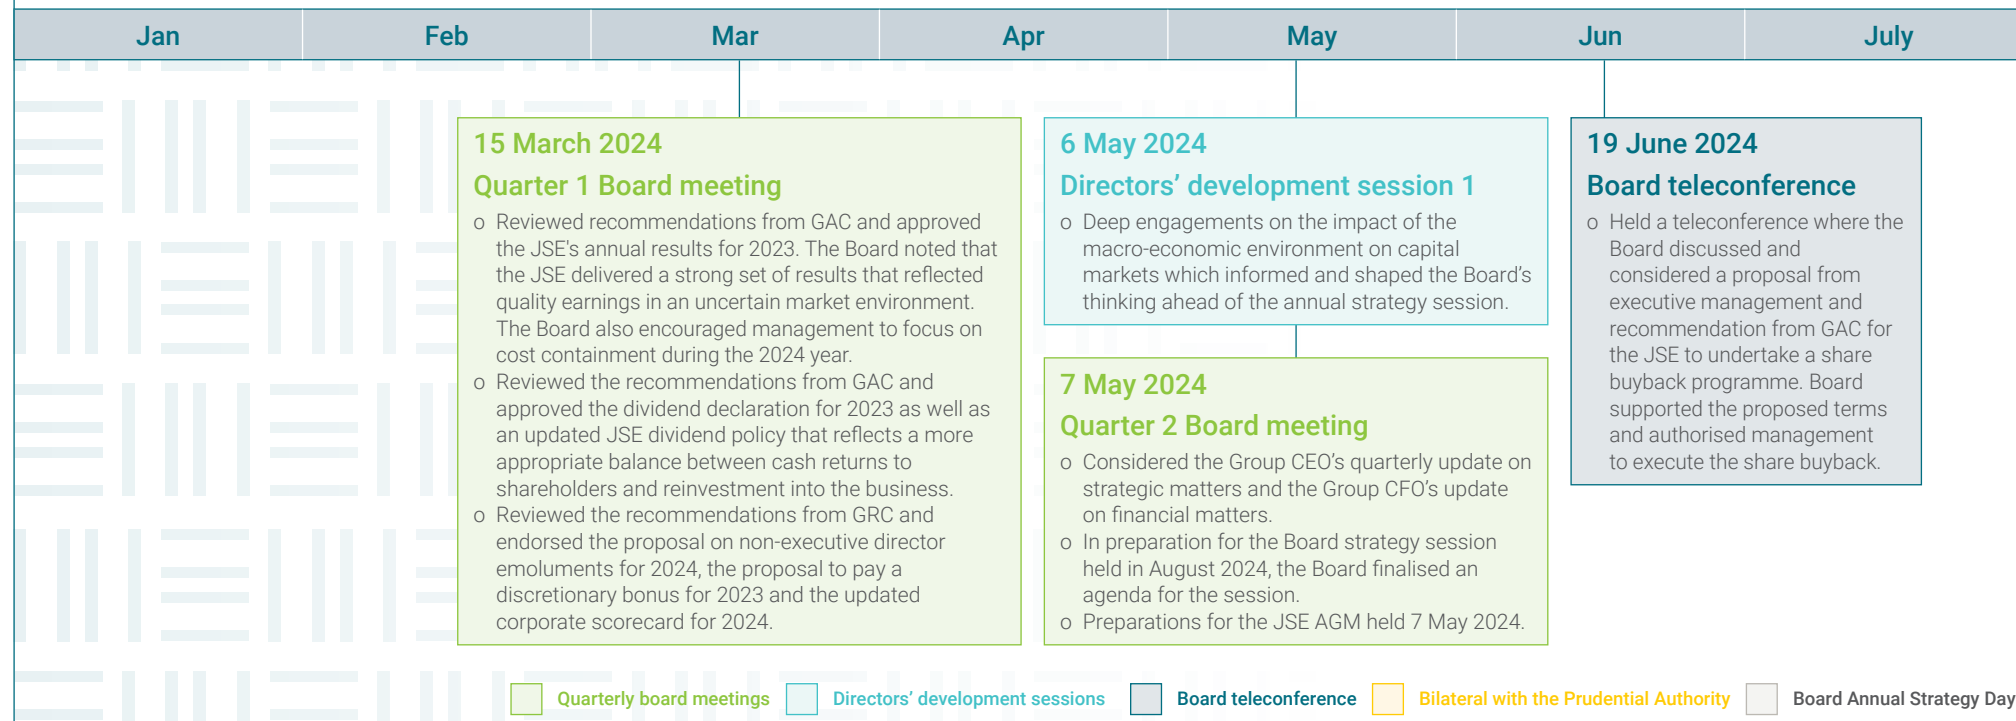 Jan Feb Mar Apr May Jun July
15 March 2024
Quarter 1 Board meeting
o Reviewed recommendations from GAC and approved
the JSE's annual results for 2023. The Board noted that
the JSE delivered a strong set of results that reflected
quality earnings in an uncertain market environment.
The Board also encouraged management to focus on
cost containment during the 2024 year.
o Reviewed the recommendations from GAC and
approved the dividend declaration for 2023 as well as
an updated JSE dividend policy that reflects a more
appropriate balance between cash returns to
shareholders and reinvestment into the business.
o Reviewed the recommendations from GRC and
endorsed the proposal on non-executive director
emoluments for 2024, the proposal to pay a
discretionary bonus for 2023 and the updated
corporate scorecard for 2024.
6 May 2024
Directors’ development session 1
o Deep engagements on the impact of the
macro-economic environment on capital
markets which informed and shaped the Board’s
thinking ahead of the annual strategy session.
7 May 2024
Quarter 2 Board meeting
o Considered the Group CEO’s quarterly update on
strategic matters and the Group CFO’s update
on financial matters.
o In preparation for the Board strategy session
held in August 2024, the Board finalised an
agenda for the session.
o Preparations for the JSE AGM held 7 May 2024.
19 June 2024
Board teleconference
o Held a teleconference where the
Board discussed and
considered a proposal from
executive management and
recommendation from GAC for
the JSE to undertake a share
buyback programme. Board
supported the proposed terms
and authorised management
to execute the share buyback.
Quarterly board meetings Directors’ development sessions Board teleconference Bilateral with the Prudential Authority Board Annual Strategy Day